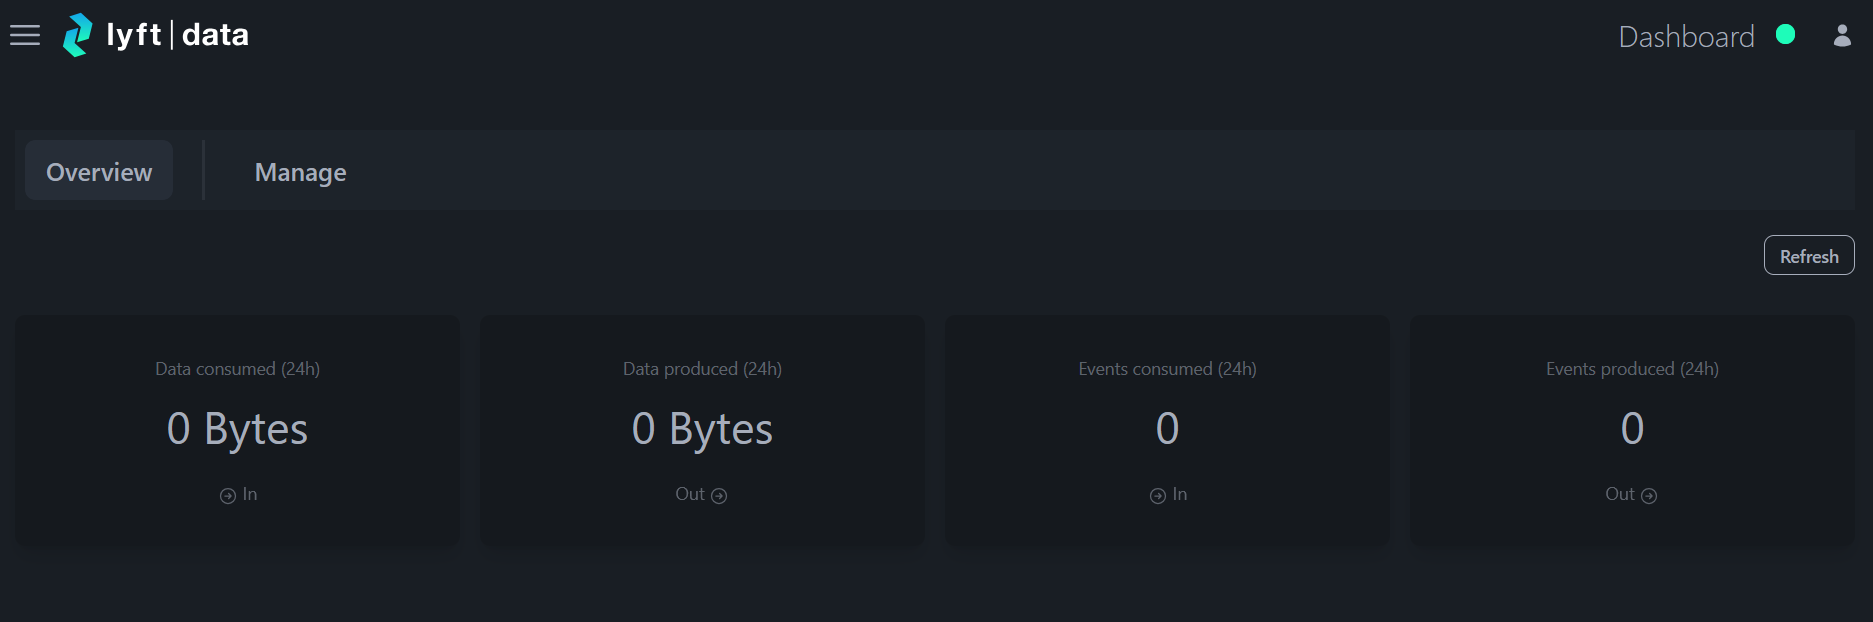 lyft|data
Dashboard
Overview
Manage
Refresh
Data consumed (24h)
0 Bytes
In
Data produced (24h)
0 Bytes
Out
Events consumed (24h)
0
In
Events produced (24h)
0
Out